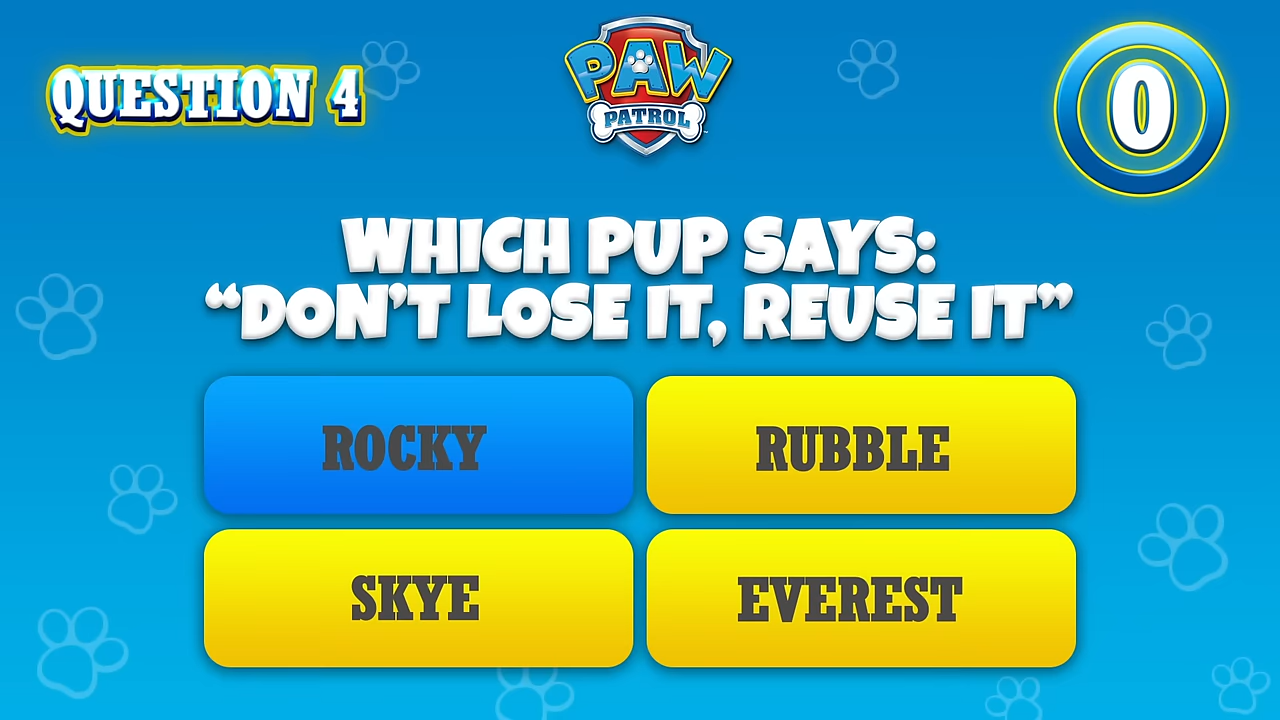 QUESTION 4
PAW
PATROL
0
WHICH PUP SAYS:
“DON’T LOSE IT, REUSE IT”
ROCKY
RUBBLE
SKYE
EVEREST